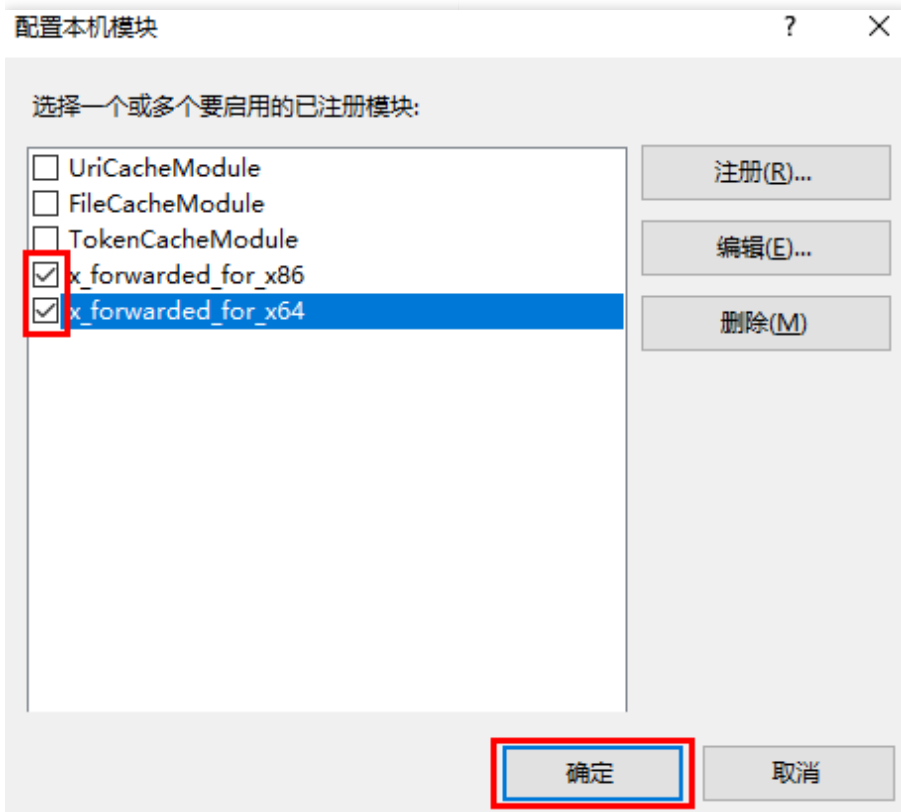 配置本机模块
?
选择一个或多个要启用的已注册模块:
UriCacheModule
FileCacheModule
TokenCacheModule
x_forwarded_for_x86
x_forwarded_for_x64
注册(R)...
编辑(E)...
删除(M)
确定
取消